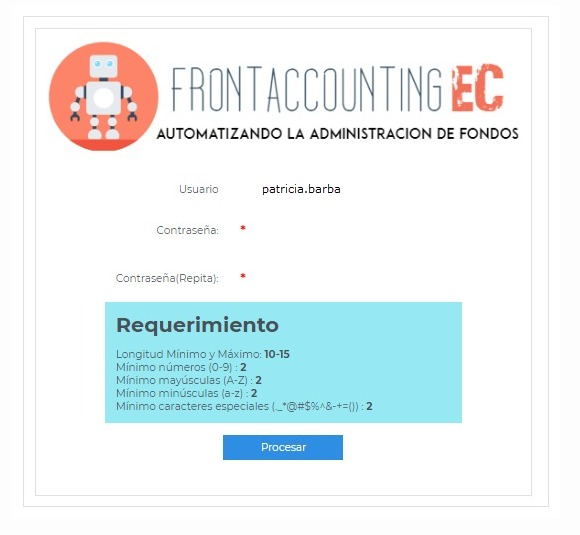 FRONTACCOUNTING EC
AUTOMATIZANDO LA ADMINISTRACION DE FONDOS
Usuario patricia.barba
Contraseña: *
Contraseña(Repita): *
Requerimiento
Longitud Mínimo y Máximo: 10-15
Mínimo números (0-9) : 2
Mínimo mayúsculas (A-Z) : 2
Mínimo minúsculas (a-z) : 2
Mínimo caracteres especiales (._*@#$%^&-+=()) : 2
Procesar